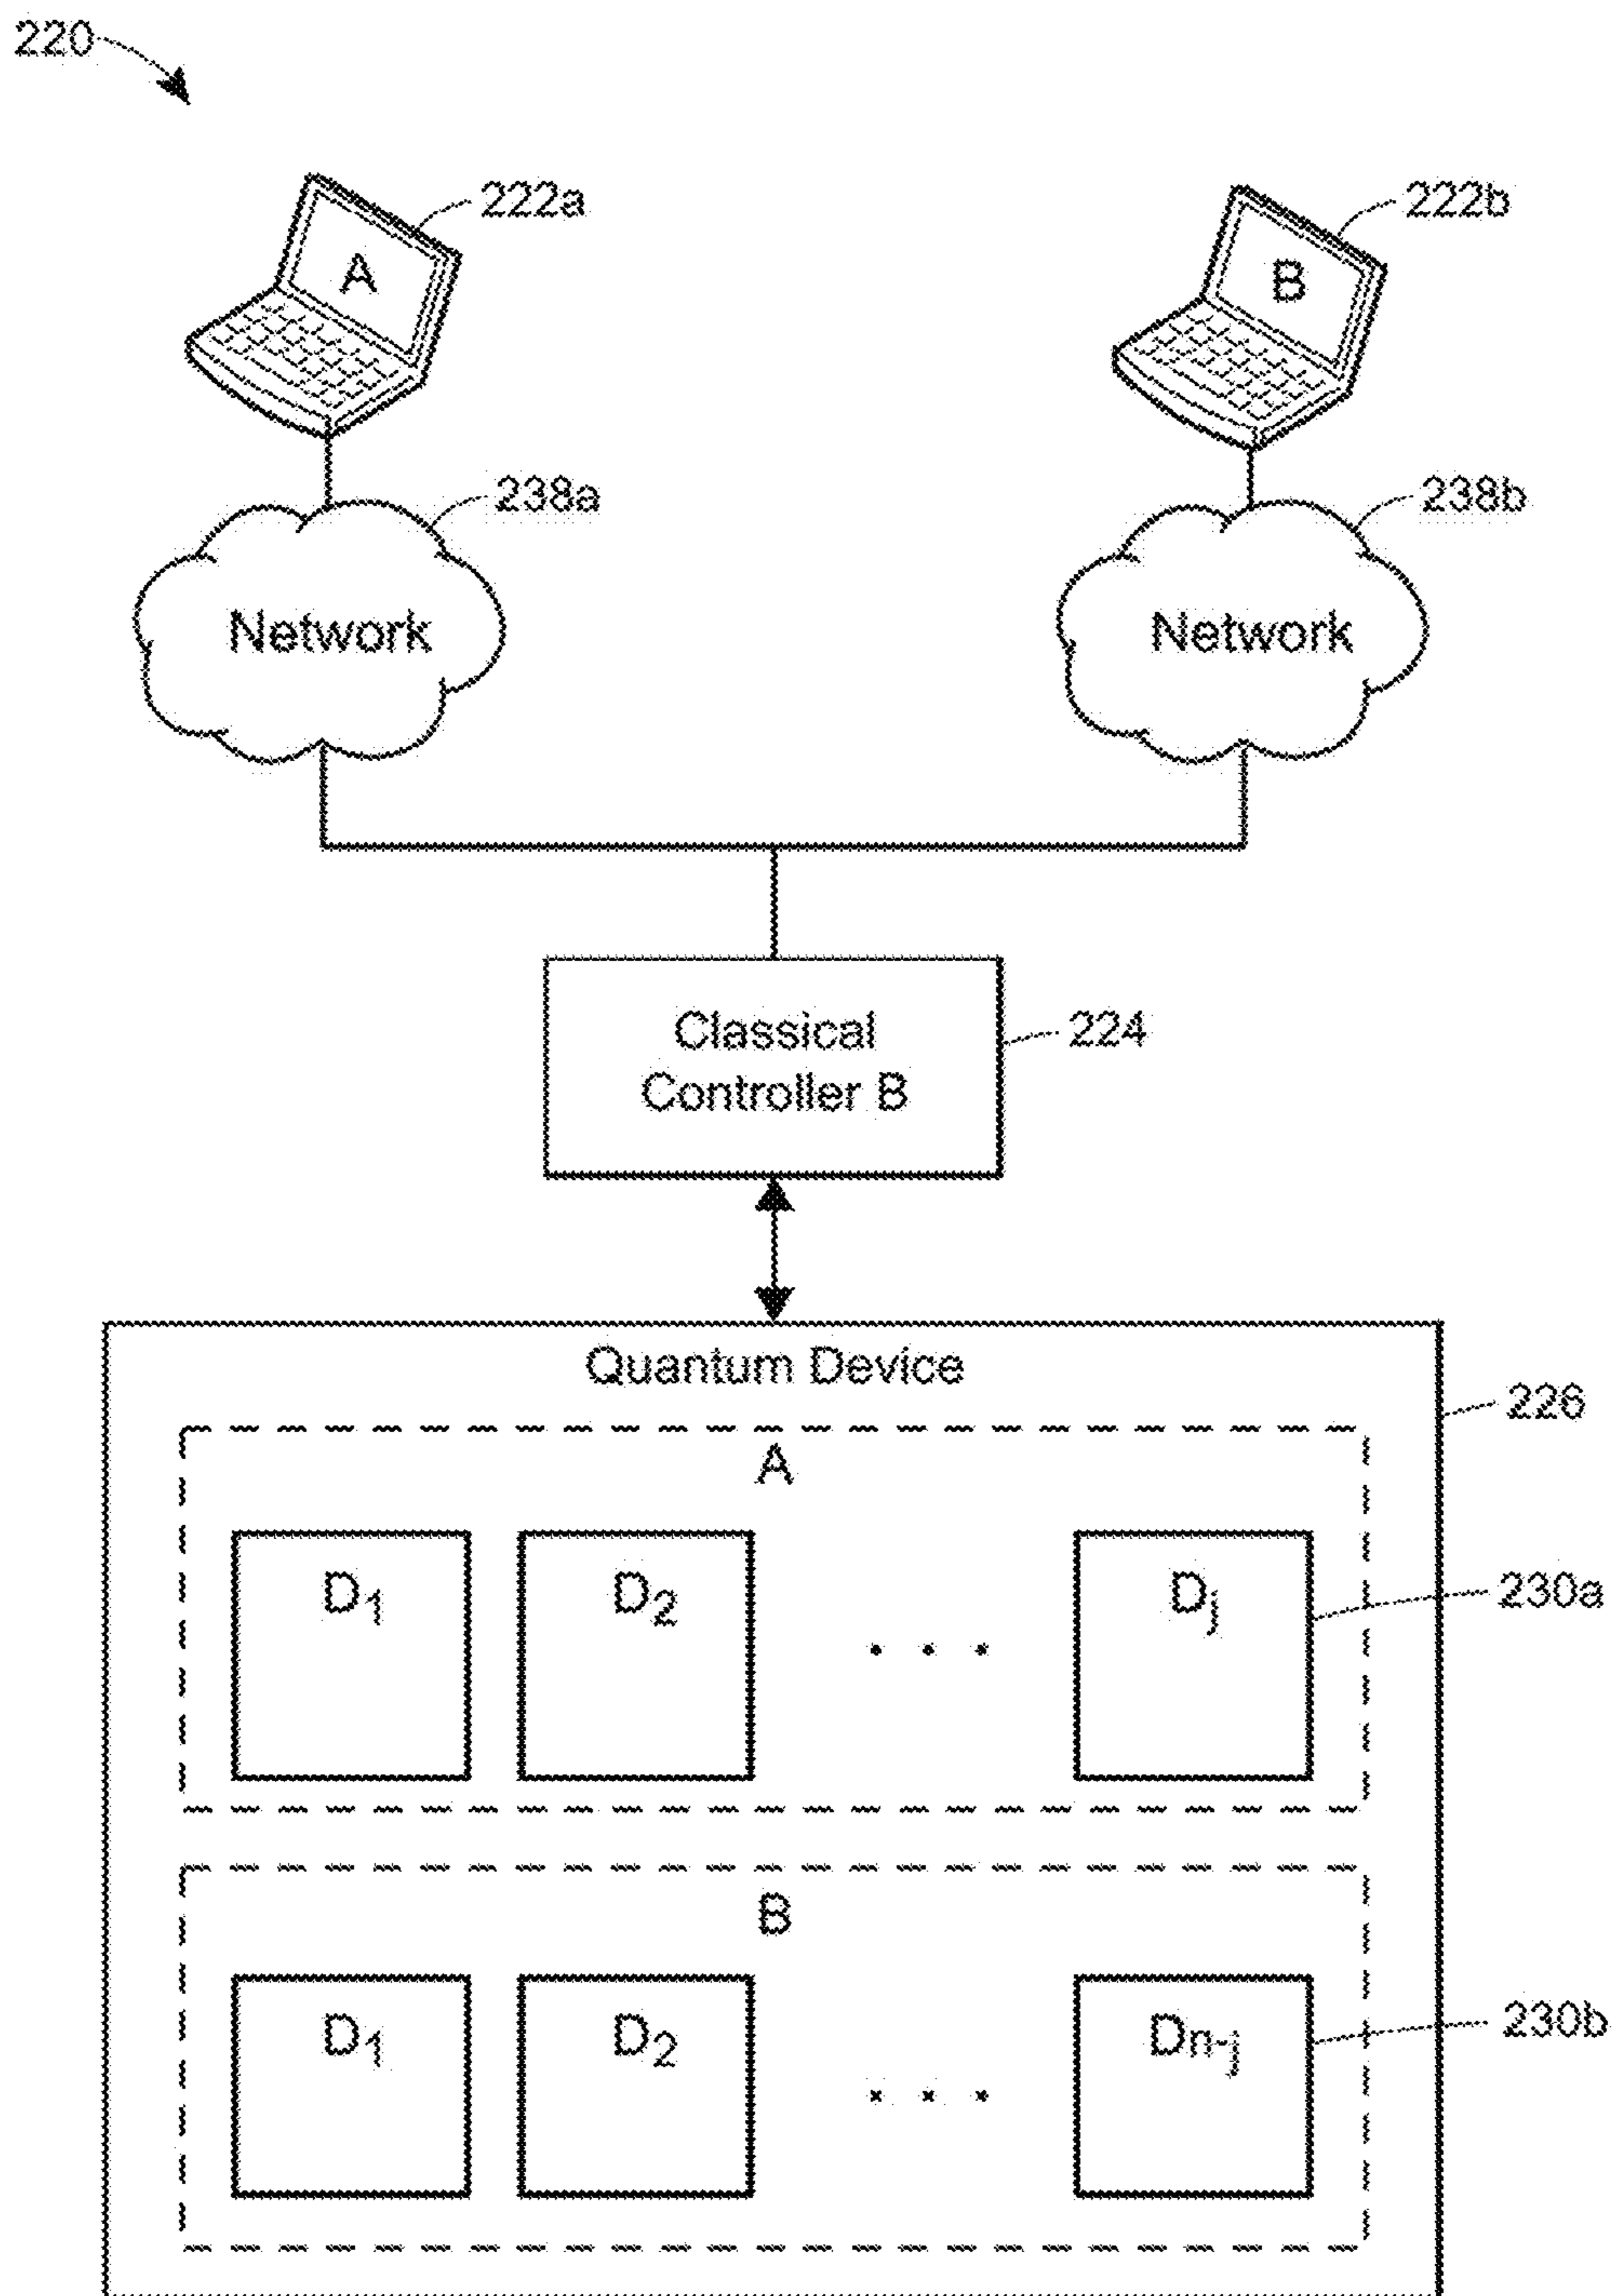 220
222a
222b
A
B
238a
238b
Network
Network
Classical
Controller B
224
Quantum Device
226
A
D1
D2
. . .
Dj
230a
B
D1
D2
. . .
Dn-j
230b